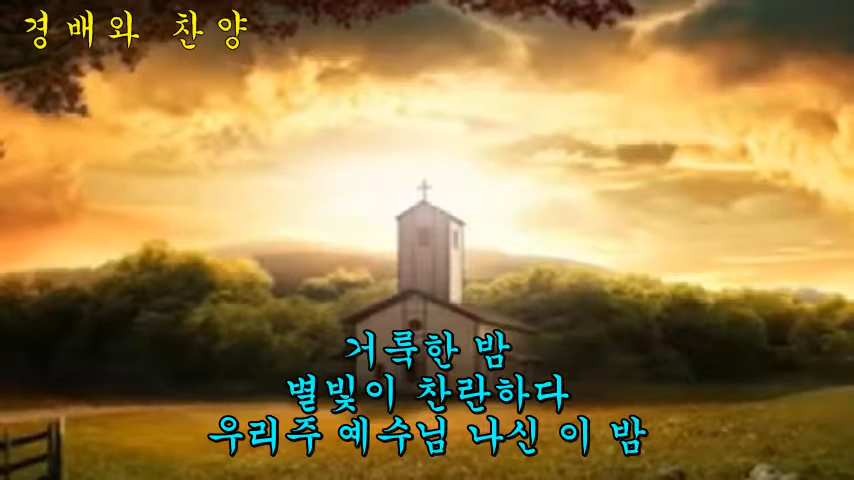 경배와 찬양
거룩한 밤
별빛이 찬란하다
우리주 예수님 나신 이 밤